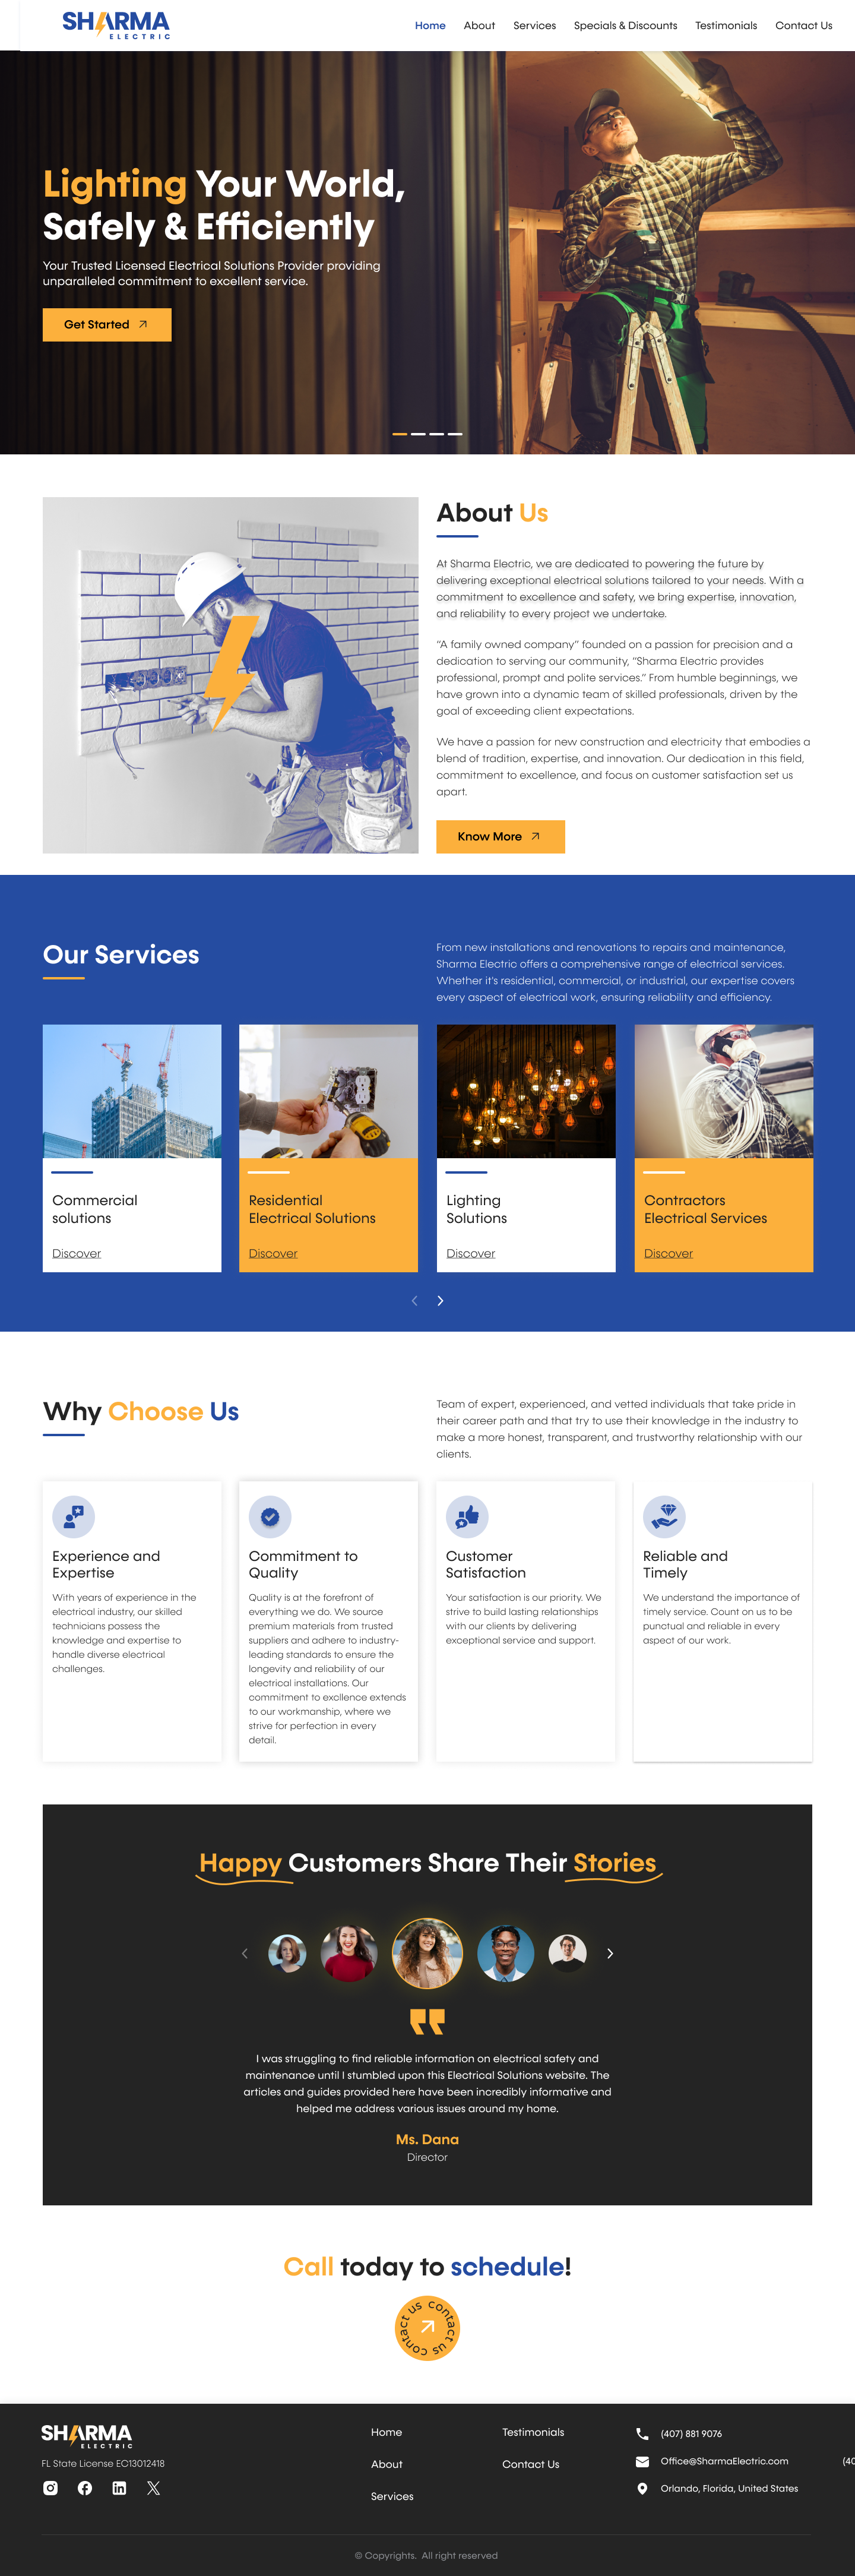 SHARMA
ELECTRIC
Home About Services Specials & Discounts Testimonials Contact Us
Lighting Your World,
Safely & Efficiently
Your Trusted Licensed Electrical Solutions Provider providing
unparalleled commitment to excellent service.
Get Started
About Us
At Sharma Electric, we are dedicated to powering the future by
delivering exceptional electrical solutions tailored to your needs. With a
commitment to excellence and safety, we bring expertise, innovation,
and reliability to every project we undertake.
“A family owned company” founded on a passion for precision and a
dedication to serving our community, “Sharma Electric provides
professional, prompt and polite services.” From humble beginnings, we
have grown into a dynamic team of skilled professionals, driven by the
goal of exceeding client expectations.
We have a passion for new construction and electricity that embodies a
blend of tradition, expertise, and innovation. Our dedication in this field,
commitment to excellence, and focus on customer satisfaction set us
apart.
Know More
Our Services
From new installations and renovations to repairs and maintenance,
Sharma Electric offers a comprehensive range of electrical services.
Whether it's residential, commercial, or industrial, our expertise covers
every aspect of electrical work, ensuring reliability and efficiency.
Commercial
solutions
Discover
Residential
Electrical Solutions
Discover
Lighting
Solutions
Discover
Contractors
Electrical Services
Discover
Why Choose Us
Team of expert, experienced, and vetted individuals that take pride in
their career path and that try to use their knowledge in the industry to
make a more honest, transparent, and trustworthy relationship with our
clients.
Experience and
Expertise
With years of experience in the
electrical industry, our skilled
technicians possess the
knowledge and expertise to
handle diverse electrical
challenges.
Commitment to
Quality
Quality is at the forefront of
everything we do. We source
premium materials from trusted
suppliers and adhere to industry-
leading standards to ensure the
longevity and reliability of our
electrical installations. Our
commitment to excllence extends
to our workmanship, where we
strive for perfection in every
detail.
Customer
Satisfaction
Your satisfaction is our priority. We
strive to build lasting relationships
with our clients by delivering
exceptional service and support.
Reliable and
Timely
We understand the importance of
timely service. Count on us to be
punctual and reliable in every
aspect of our work.
Happy Customers Share Their Stories
I was struggling to find reliable information on electrical safety and
maintenance until I stumbled upon this Electrical Solutions website. The
articles and guides provided here have been incredibly informative and
helped me address various issues around my home.
Ms. Dana
Director
Call today to schedule!
contact us contact us
SHARMA
ELECTRIC
FL State License EC13012418
Home
About
Services
Testimonials
Contact Us
(407) 881 9076
Office@SharmaElectric.com
(40
Orlando, Florida, United States
© Copyrights. All right reserved